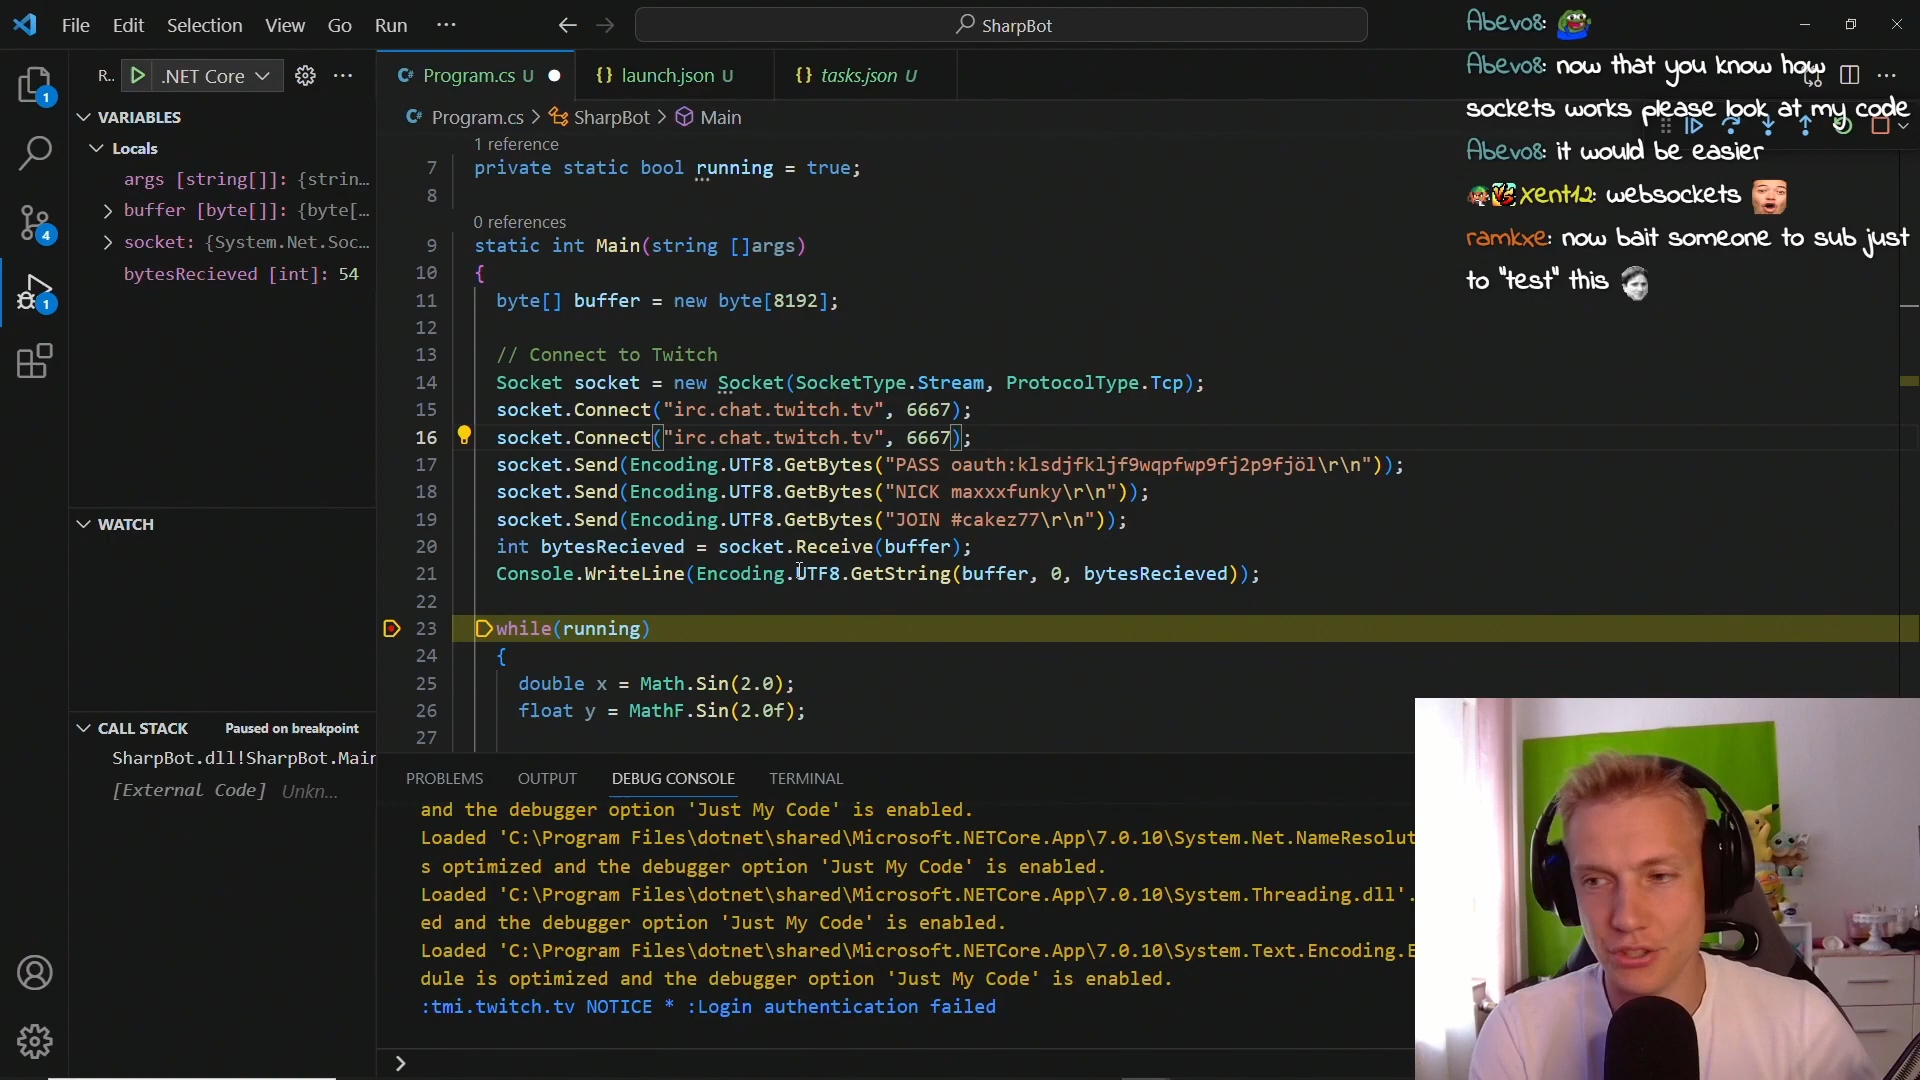 File Edit Selection View Go Run ···
SharpBot
R.. .NET Core ···
Program.cs U
launch.json U
tasks.json U
Program.cs > SharpBot > Main
VARIABLES
Locals
args [string[]]: {strin...
buffer [byte[]]: {byte[...
socket: {System.Net.Soc...
bytesRecieved [int]: 54
WATCH
CALL STACK Paused on breakpoint
SharpBot.dll!SharpBot.Main
[External Code] Unkn...
1
4
1
1 reference
7 private static bool running = true;
8
0 references
9 static int Main(string []args)
10 {
11 byte[] buffer = new byte[8192];
12
13 // Connect to Twitch
14 Socket socket = new Socket(SocketType.Stream, ProtocolType.Tcp);
15 socket.Connect("irc.chat.twitch.tv", 6667);
16 socket.Connect("irc.chat.twitch.tv", 6667);
17 socket.Send(Encoding.UTF8.GetBytes("PASS oauth:klsdjfkljf9wqpfwp9fj2p9fjöl\r\n"));
18 socket.Send(Encoding.UTF8.GetBytes("NICK maxxxfunky\r\n"));
19 socket.Send(Encoding.UTF8.GetBytes("JOIN #cakez77\r\n"));
20 int bytesRecieved = socket.Receive(buffer);
21 Console.WriteLine(Encoding.UTF8.GetString(buffer, 0, bytesRecieved));
22
23 while(running)
24 {
25 double x = Math.Sin(2.0);
26 float y = MathF.Sin(2.0f);
27
PROBLEMS OUTPUT DEBUG CONSOLE TERMINAL
and the debugger option 'Just My Code' is enabled.
Loaded 'C:\Program Files\dotnet\shared\Microsoft.NETCore.App\7.0.10\System.Net.NameResolut
s optimized and the debugger option 'Just My Code' is enabled.
Loaded 'C:\Program Files\dotnet\shared\Microsoft.NETCore.App\7.0.10\System.Threading.dll'.
ed and the debugger option 'Just My Code' is enabled.
Loaded 'C:\Program Files\dotnet\shared\Microsoft.NETCore.App\7.0.10\System.Text.Encoding.E
dule is optimized and the debugger option 'Just My Code' is enabled.
:tmi.twitch.tv NOTICE * :Login authentication failed
>
Abevo8:
Abevo8: now that you know how
sockets works please look at my code
Abevo8: it would be easier
VS xent12: websockets
ramkxe: now bait someone to sub just
to "test" this